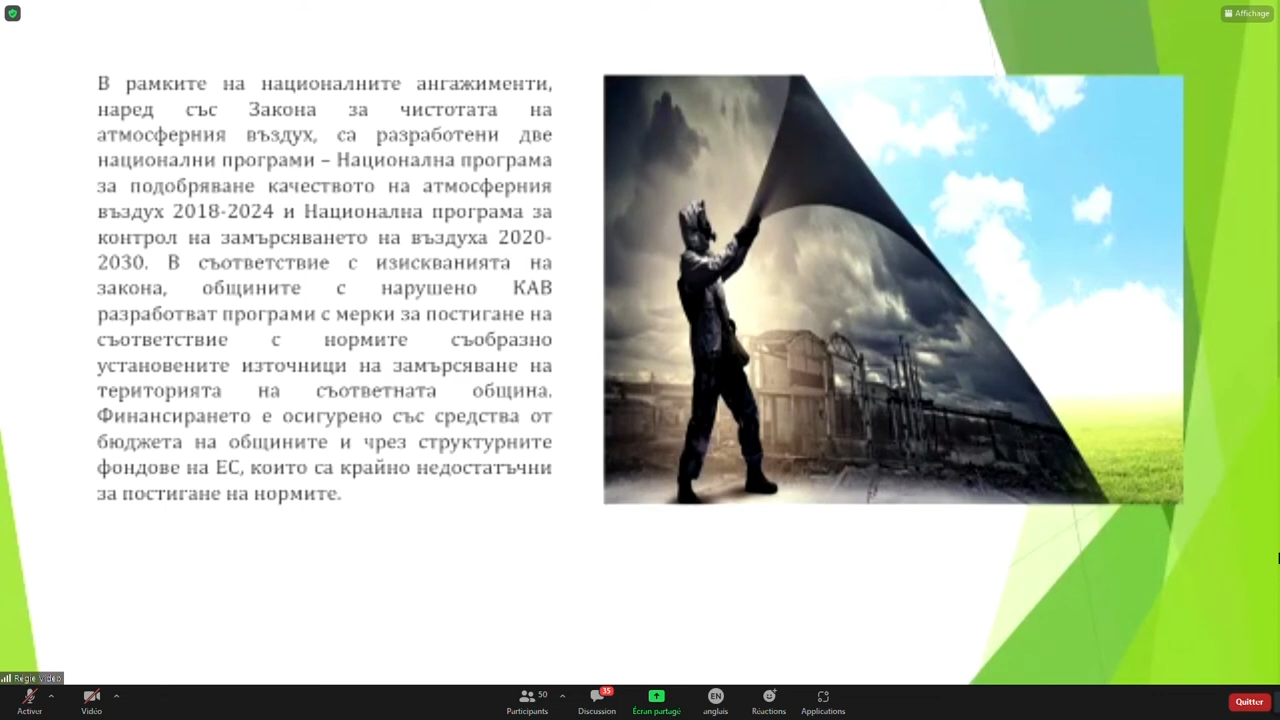 Affichage
В рамките на националните ангажименти,
наред със Закона за чистотата на
атмосферния въздух, са разработени две
национални програми – Национална програма
за подобряване качеството на атмосферния
въздух 2018-2024 и Национална програма за
контрол на замърсяването на въздуха 2020-
2030. В съответствие с изискванията на
закона, общините с нарушено КАВ
разработват програми с мерки за постигане на
съответствие с нормите съобразно
установените източници на замърсяване на
територията на съответната община.
Финансирането е осигурено със средства от
бюджета на общините и чрез структурните
фондове на ЕС, които са крайно недостатъчни
за постигане на нормите.
Régie Vidéo
50 35 EN
Activer Vidéo Participants Discussion Écran partagé anglais Réactions Applications Quitter